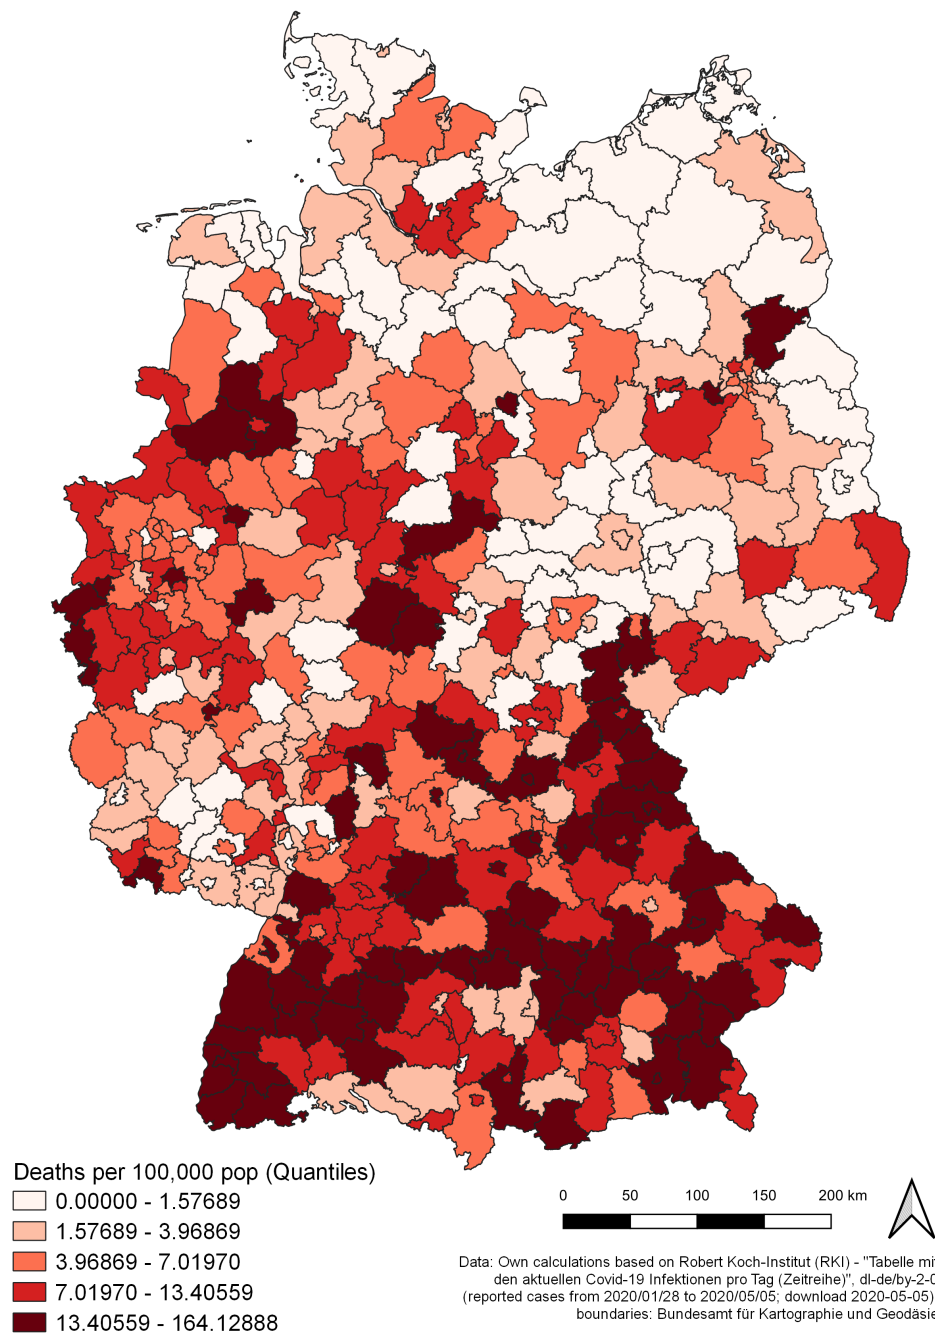 Deaths per 100,000 pop (Quantiles)
0.00000 - 1.57689
1.57689 - 3.96869
3.96869 - 7.01970
7.01970 - 13.40559
13.40559 - 164.12888
0 50 100 150 200 km
Data: Own calculations based on Robert Koch-Institut (RKI) - "Tabelle mit
den aktuellen Covid-19 Infektionen pro Tag (Zeitreihe)", dl-de/by-2-0
(reported cases from 2020/01/28 to 2020/05/05; download 2020-05-05)
boundaries: Bundesamt für Kartographie und Geodäsie